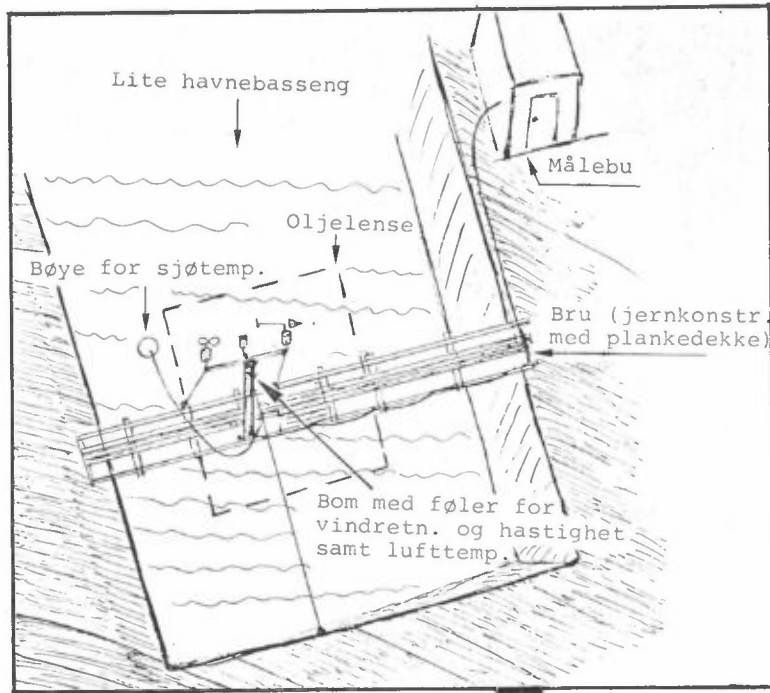 Lite havnebasseng
Målebu
Oljelense
Bøye for sjøtemp.
Bru (jernkonstr.
med plankedekke)
Bom med føler for
vindretn. og hastighet
samt lufttemp.